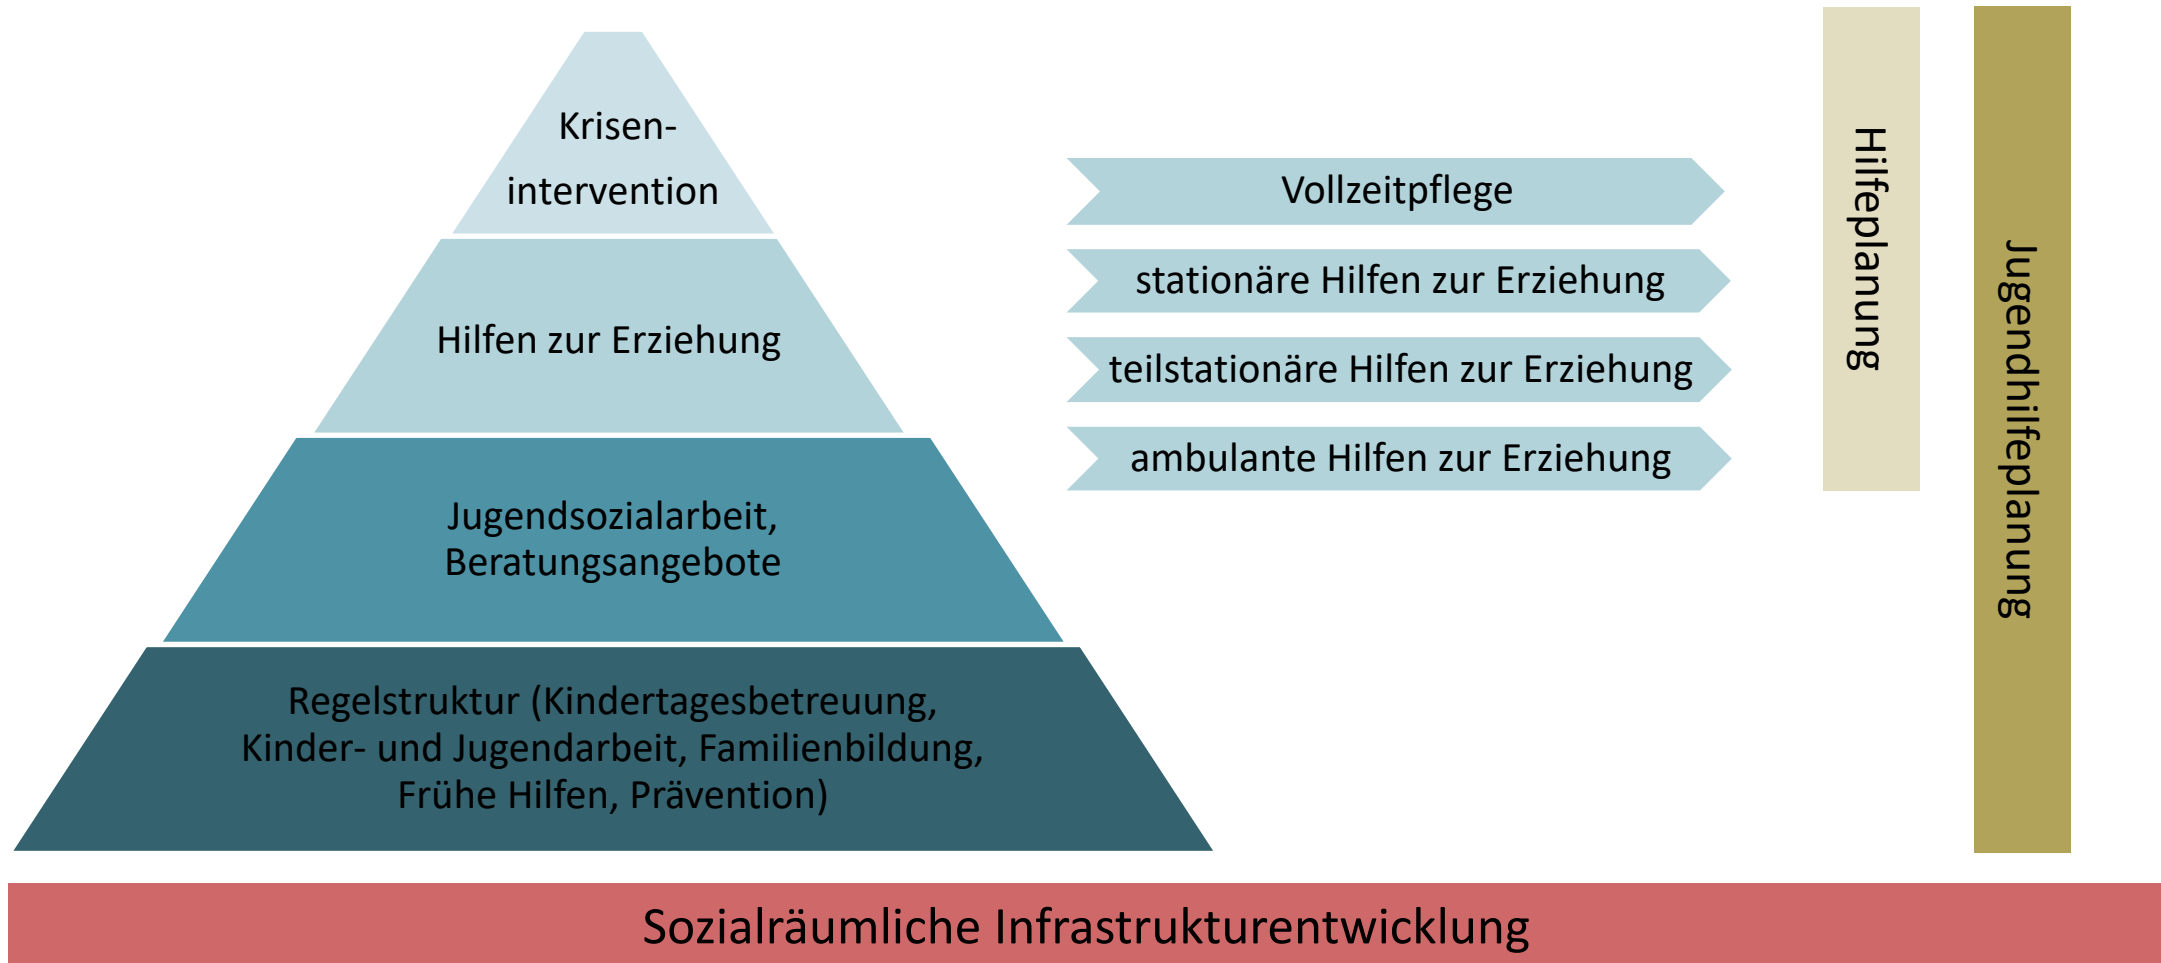 Krisen-
intervention
Hilfen zur Erziehung
Jugendsozialarbeit,
Beratungsangebote
Regelstruktur (Kindertagesbetreuung,
Kinder- und Jugendarbeit, Familienbildung,
Frühe Hilfen, Prävention)
Vollzeitpflege
stationäre Hilfen zur Erziehung
teilstationäre Hilfen zur Erziehung
ambulante Hilfen zur Erziehung
Hilfeplanung
Jugendhilfeplanung
Sozialräumliche Infrastrukturentwicklung